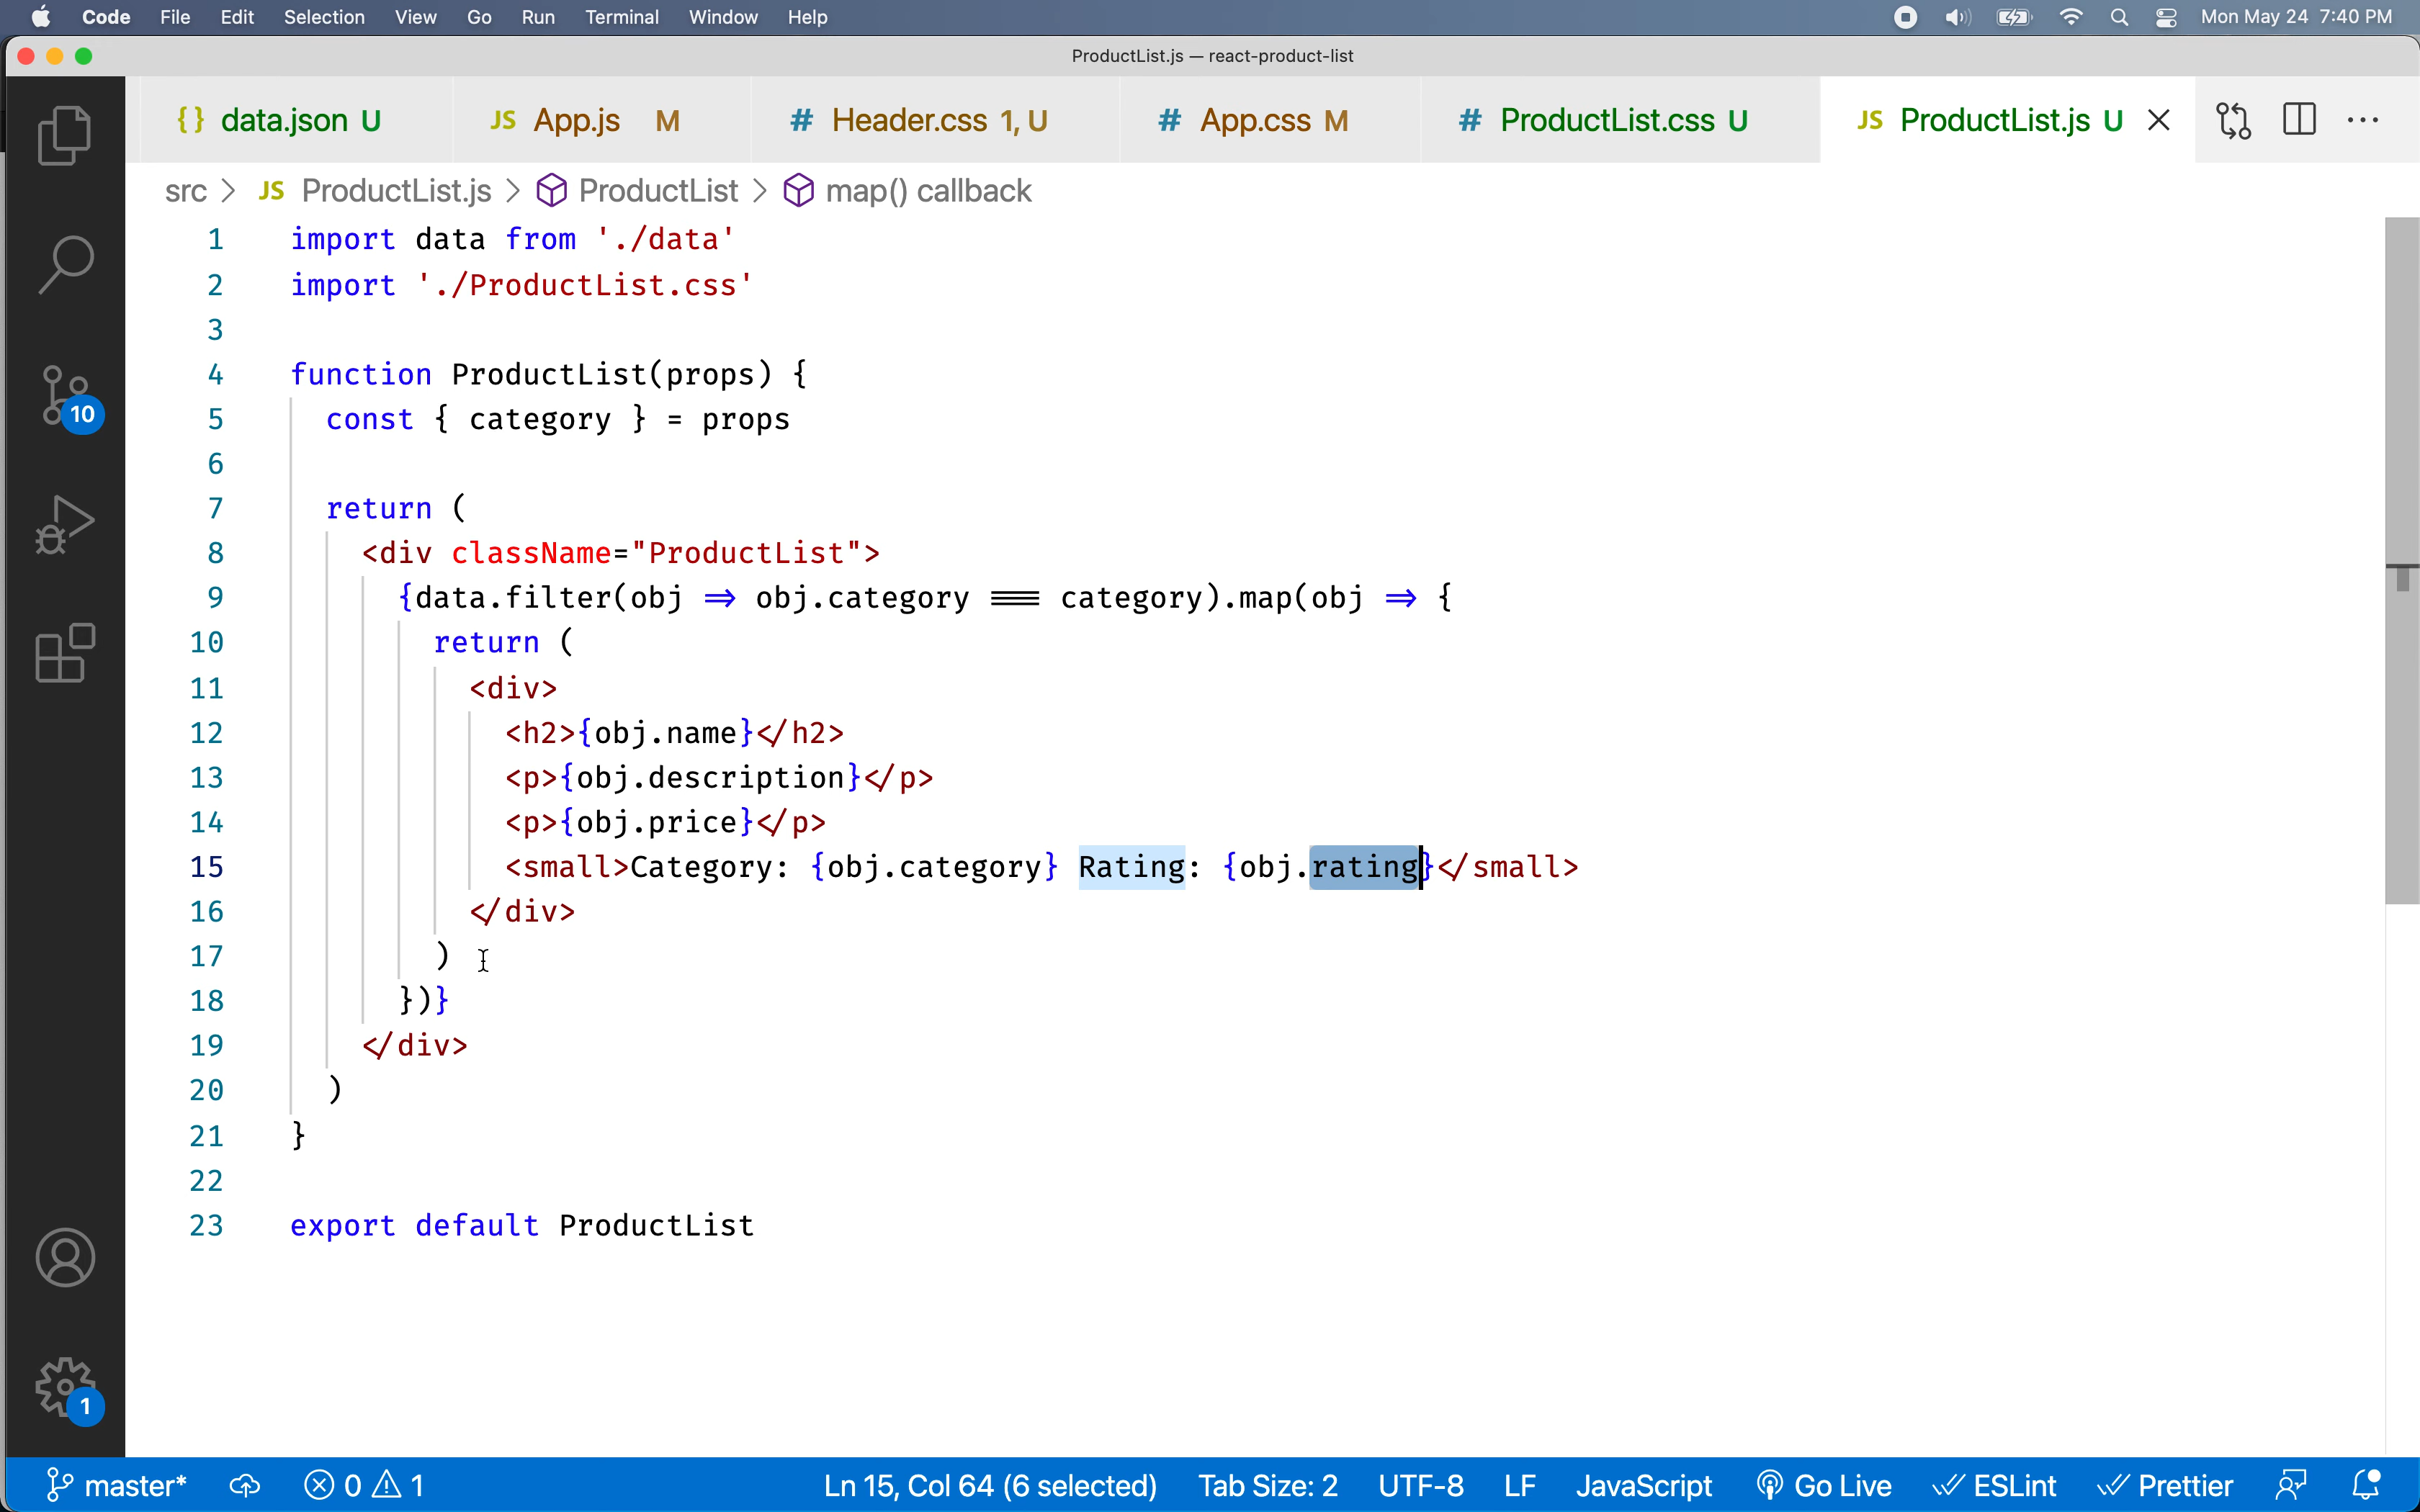 Code File Edit Selection View Go Run Terminal Window Help Mon May 24 7:40 PM
ProductList.js — react-product-list
{} data.json U JS App.js M # Header.css 1, U # App.css M # ProductList.css U JS ProductList.js U
src > JS ProductList.js > ProductList > map() callback
1 import data from './data'
2 import './ProductList.css'
3
4 function ProductList(props) {
5 const { category } = props
6
7 return (
8 <div className="ProductList">
9 {data.filter(obj => obj.category === category).map(obj => {
10 return (
11 <div>
12 <h2>{obj.name}</h2>
13 <p>{obj.description}</p>
14 <p>{obj.price}</p>
15 <small>Category: {obj.category} Rating: {obj.rating}</small>
16 </div>
17 )
18 })}
19 </div>
20 )
21 }
22
23 export default ProductList
10
1
master* 0 1 Ln 15, Col 64 (6 selected) Tab Size: 2 UTF-8 LF JavaScript Go Live ESLint Prettier